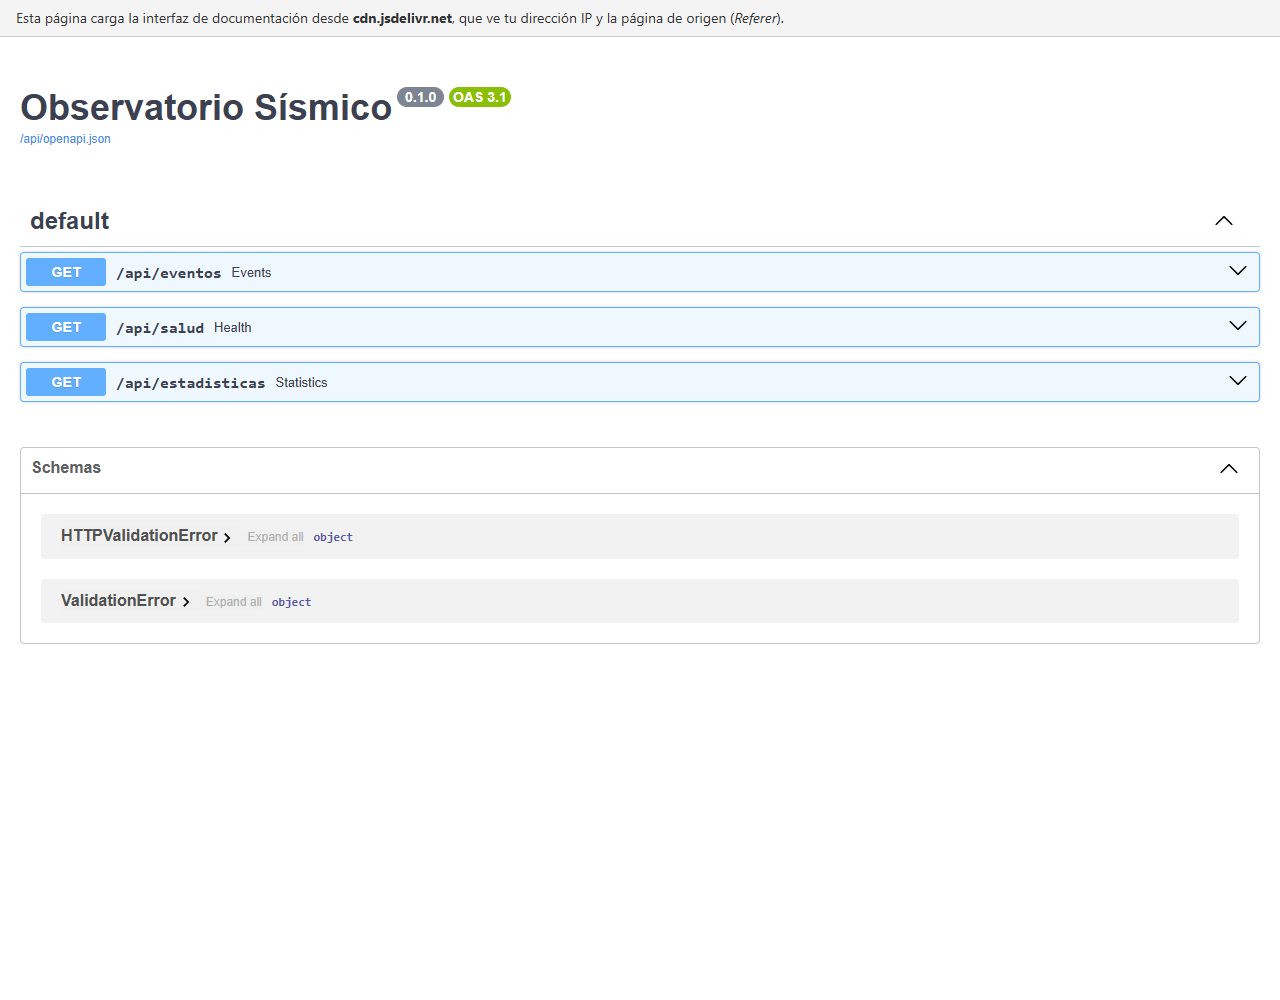 Esta página carga la interfaz de documentación desde cdn.jsdelivr.net, que ve tu dirección IP y la página de origen (Referer).
Observatorio Sísmico 0.1.0 OAS 3.1
/api/openapi.json
default
GET /api/eventos Events
GET /api/salud Health
GET /api/estadisticas Statistics
Schemas
HTTPValidationError Expand all object
ValidationError Expand all object